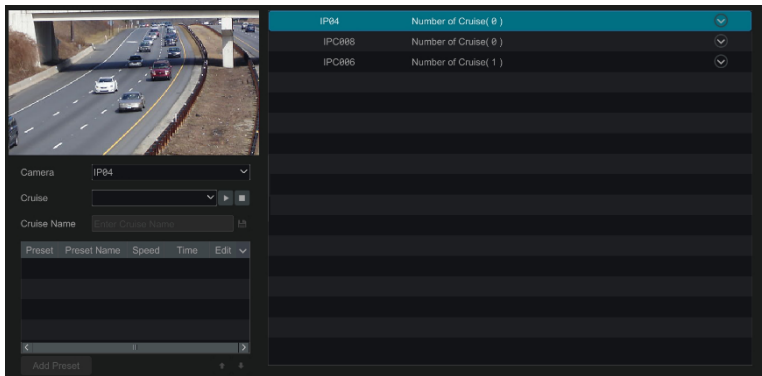 IP04 Number of Cruise( 0 )
IPC008 Number of Cruise( 0 )
IPC006 Number of Cruise( 1 )
Camera IP04
Cruise
Cruise Name Enter Cruise Name
Preset Preset Name Speed Time Edit
Add Preset